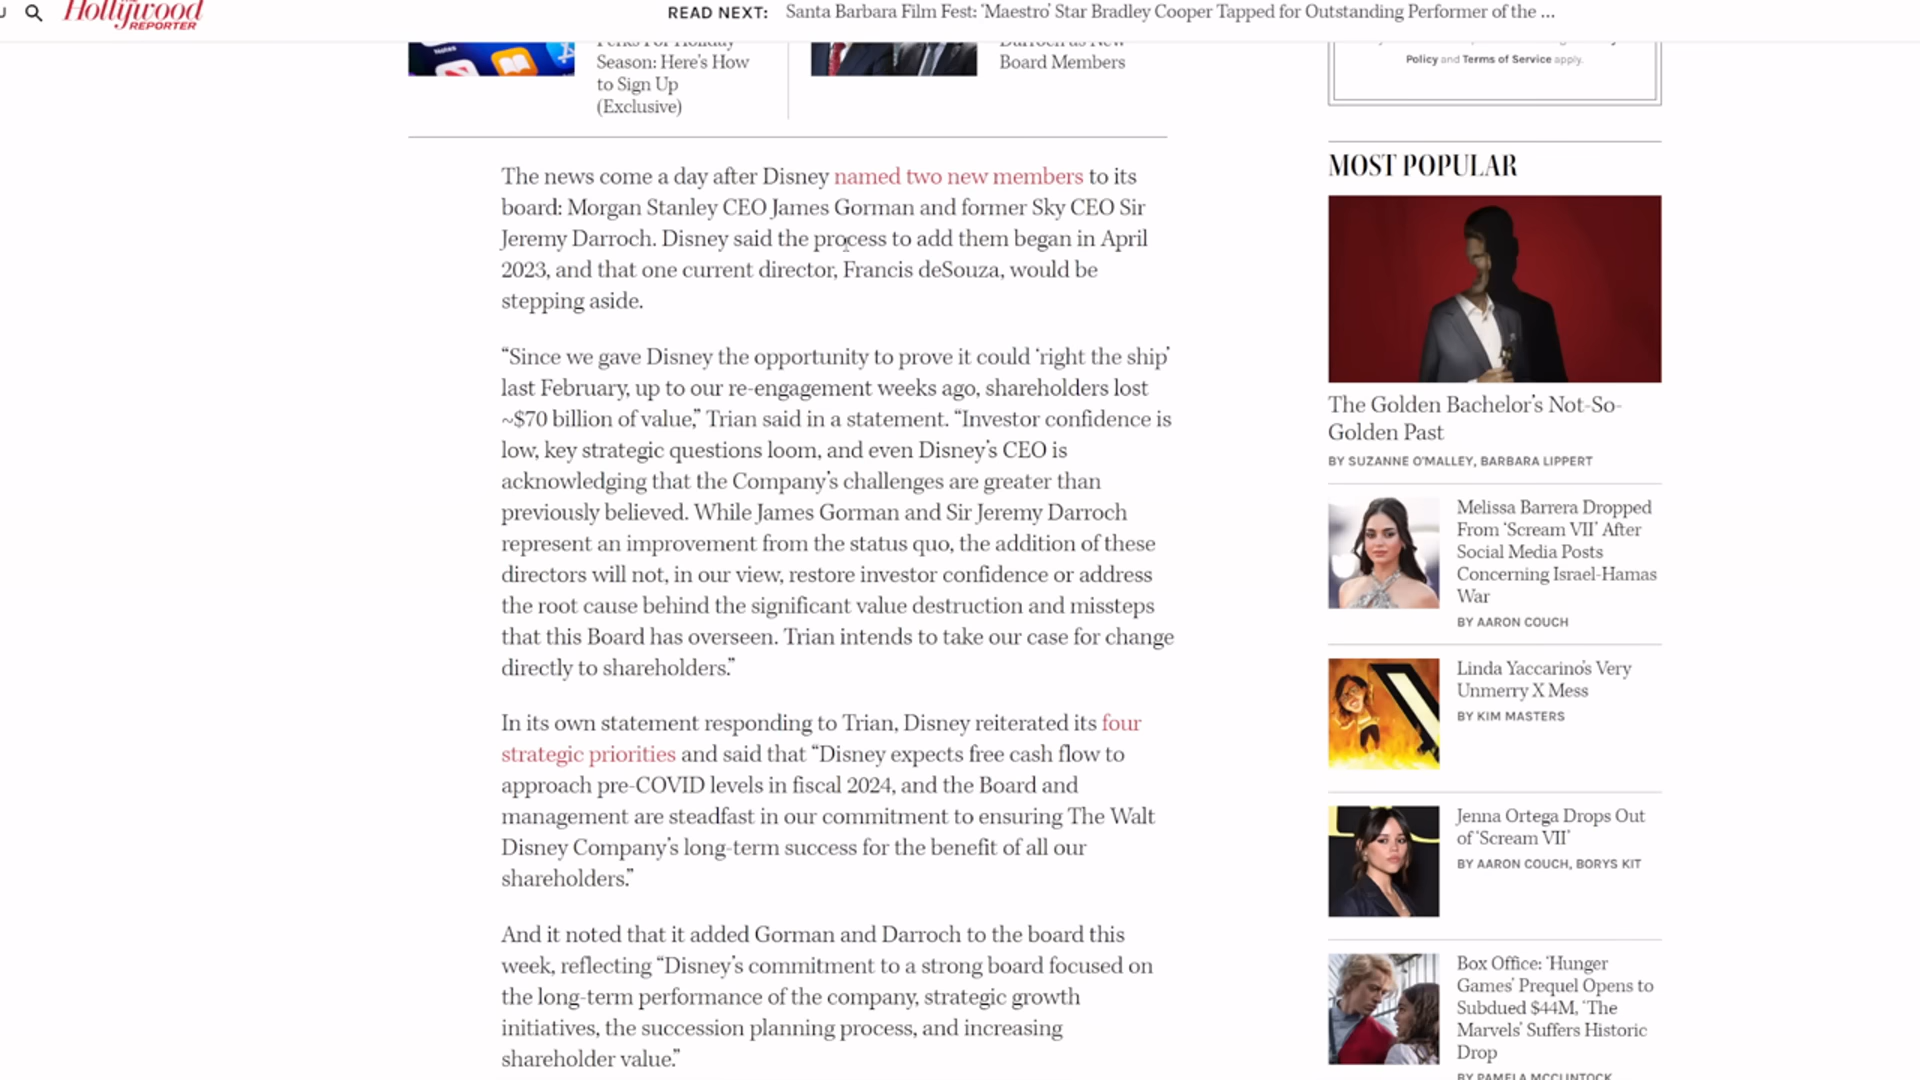 Hollywood
REPORTER
READ NEXT: Santa Barbara Film Fest: 'Maestro' Star Bradley Cooper Tapped for Outstanding Performer of the ...
Notes
Season: Here's How
to Sign Up
(Exclusive)
Board Members
Policy and Terms of Service apply.
The news come a day after Disney named two new members to its
board: Morgan Stanley CEO James Gorman and former Sky CEO Sir
Jeremy Darroch. Disney said the process to add them began in April
2023, and that one current director, Francis deSouza, would be
stepping aside.
“Since we gave Disney the opportunity to prove it could ‘right the ship’
last February, up to our re-engagement weeks ago, shareholders lost
~$70 billion of value,” Trian said in a statement. “Investor confidence is
low, key strategic questions loom, and even Disney’s CEO is
acknowledging that the Company’s challenges are greater than
previously believed. While James Gorman and Sir Jeremy Darroch
represent an improvement from the status quo, the addition of these
directors will not, in our view, restore investor confidence or address
the root cause behind the significant value destruction and missteps
that this Board has overseen. Trian intends to take our case for change
directly to shareholders.”
In its own statement responding to Trian, Disney reiterated its four
strategic priorities and said that “Disney expects free cash flow to
approach pre-COVID levels in fiscal 2024, and the Board and
management are steadfast in our commitment to ensuring The Walt
Disney Company’s long-term success for the benefit of all our
shareholders.”
And it noted that it added Gorman and Darroch to the board this
week, reflecting “Disney’s commitment to a strong board focused on
the long-term performance of the company, strategic growth
initiatives, the succession planning process, and increasing
shareholder value.”
MOST POPULAR
The Golden Bachelor’s Not-So-
Golden Past
BY SUZANNE O'MALLEY, BARBARA LIPPERT
Melissa Barrera Dropped
From ‘Scream VII’ After
Social Media Posts
Concerning Israel-Hamas
War
BY AARON COUCH
Linda Yaccarino’s Very
Unmerry X Mess
BY KIM MASTERS
Jenna Ortega Drops Out
of ‘Scream VII’
BY AARON COUCH, BORYS KIT
Box Office: ‘Hunger
Games’ Prequel Opens to
Subdued $44M, ‘The
Marvels’ Suffers Historic
Drop
BY PAMELA MCCLINTOCK